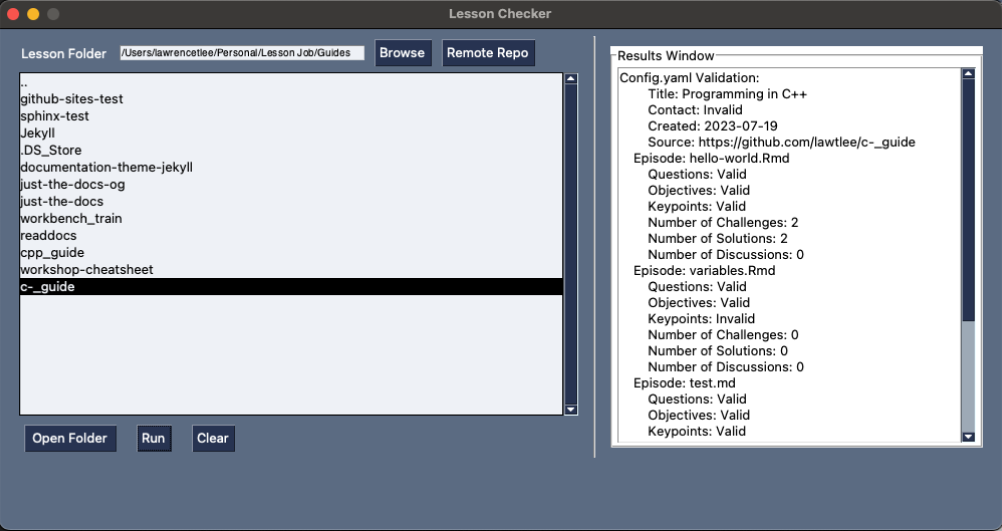 Lesson Checker
Lesson Folder /Users/lawrencetlee/Personal/Lesson Job/Guides Browse Remote Repo
..
github-sites-test
sphinx-test
Jekyll
.DS_Store
documentation-theme-jekyll
just-the-docs-og
just-the-docs
workbench_train
readdocs
cpp_guide
workshop-cheatsheet
c-_guide
Open Folder Run Clear
Results Window
Config.yaml Validation:
Title: Programming in C++
Contact: Invalid
Created: 2023-07-19
Source: https://github.com/lawtlee/c-_guide
Episode: hello-world.Rmd
Questions: Valid
Objectives: Valid
Keypoints: Valid
Number of Challenges: 2
Number of Solutions: 2
Number of Discussions: 0
Episode: variables.Rmd
Questions: Valid
Objectives: Valid
Keypoints: Invalid
Number of Challenges: 0
Number of Solutions: 0
Number of Discussions: 0
Episode: test.md
Questions: Valid
Objectives: Valid
Keypoints: Valid